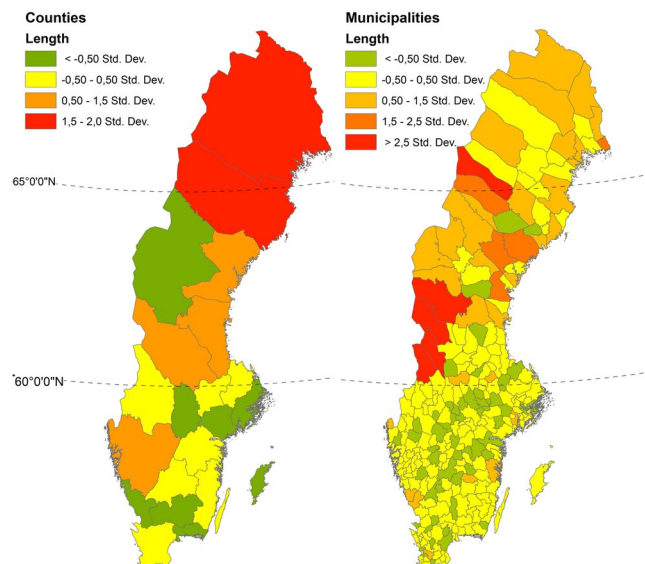 Counties
Length
< -0,50 Std. Dev.
-0,50 - 0,50 Std. Dev.
0,50 - 1,5 Std. Dev.
1,5 - 2,0 Std. Dev.
Municipalities
Length
< -0,50 Std. Dev.
-0,50 - 0,50 Std. Dev.
0,50 - 1,5 Std. Dev.
1,5 - 2,5 Std. Dev.
> 2,5 Std. Dev.
65°0'0"N
60°0'0"N